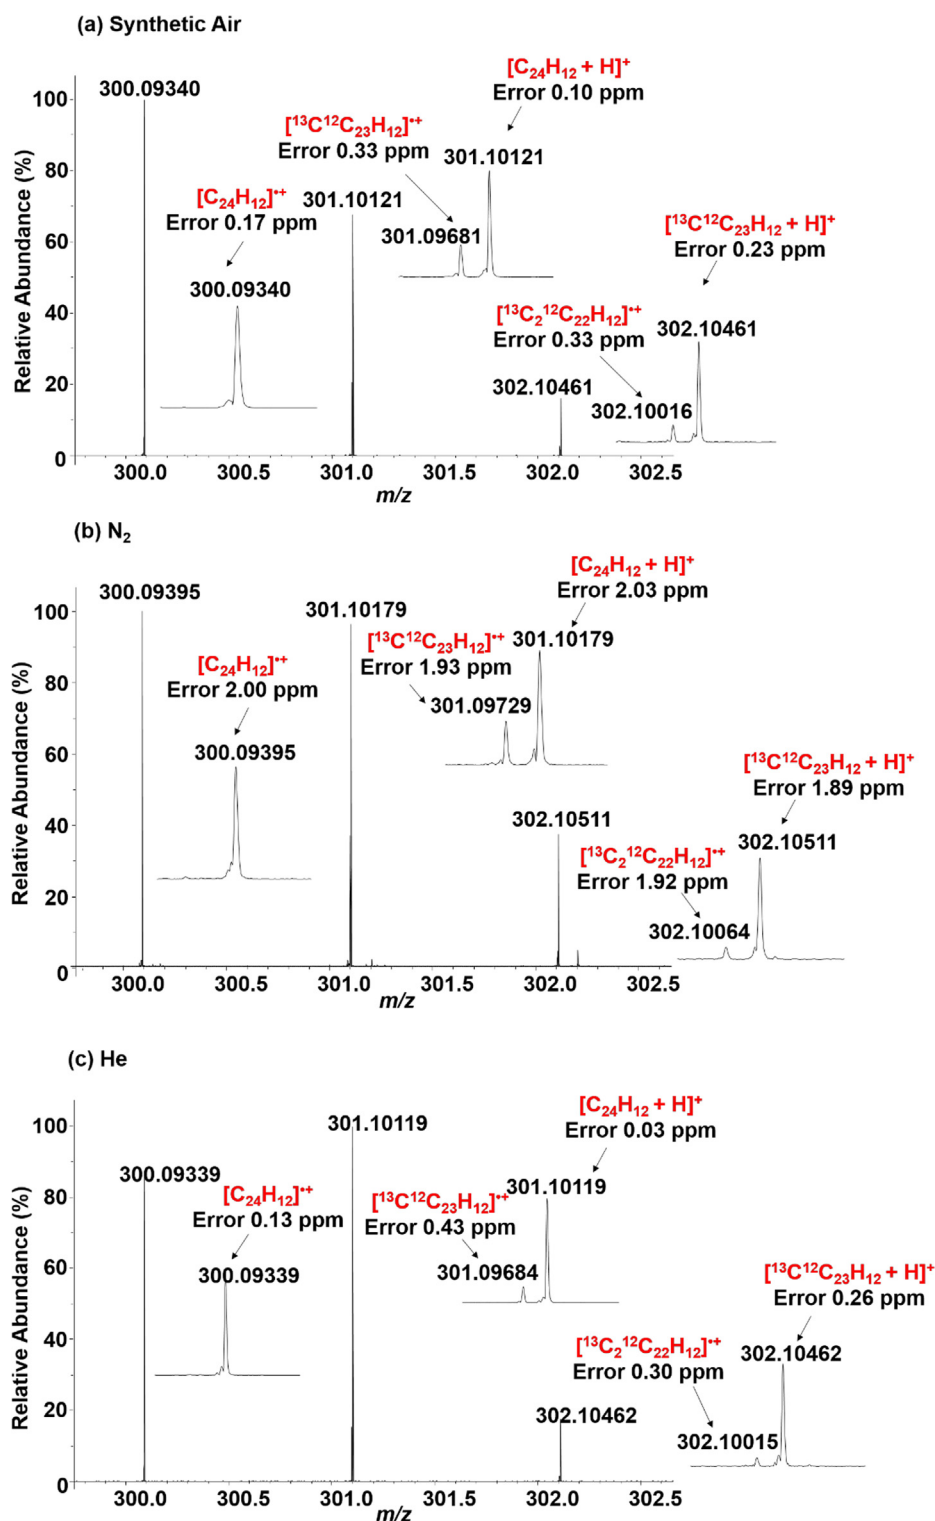 (a) Synthetic Air
[C₂₄H₁₂ + H]⁺
Error 0.10 ppm
300.09340
[¹³C¹²C₂₃H₁₂]•⁺
Error 0.33 ppm
301.10121
[C₂₄H₁₂]•⁺
Error 0.17 ppm
301.10121
301.09681
[¹³C¹²C₂₃H₁₂ + H]⁺
Error 0.23 ppm
300.09340
[¹³C₂¹²C₂₂H₁₂]•⁺
Error 0.33 ppm
302.10461
302.10461
302.10016
Relative Abundance (%)
100
80
60
40
20
0
300.0 300.5 301.0 301.5 302.0 302.5
m/z
(b) N₂
[C₂₄H₁₂ + H]⁺
Error 2.03 ppm
300.09395
301.10179
[¹³C¹²C₂₃H₁₂]•⁺
Error 1.93 ppm
301.10179
[C₂₄H₁₂]•⁺
Error 2.00 ppm
301.09729
300.09395
[¹³C¹²C₂₃H₁₂ + H]⁺
Error 1.89 ppm
302.10511
302.10511
[¹³C₂¹²C₂₂H₁₂]•⁺
Error 1.92 ppm
302.10064
Relative Abundance (%)
100
80
60
40
20
0
300.0 300.5 301.0 301.5 302.0 302.5
m/z
(c) He
[C₂₄H₁₂ + H]⁺
Error 0.03 ppm
301.10119
300.09339
[C₂₄H₁₂]•⁺
Error 0.13 ppm
[¹³C¹²C₂₃H₁₂]•⁺
Error 0.43 ppm
301.10119
300.09339
301.09684
[¹³C¹²C₂₃H₁₂ + H]⁺
Error 0.26 ppm
[¹³C₂¹²C₂₂H₁₂]•⁺
Error 0.30 ppm
302.10462
302.10462
302.10015
Relative Abundance (%)
100
80
60
40
20
0
300.0 300.5 301.0 301.5 302.0 302.5
m/z